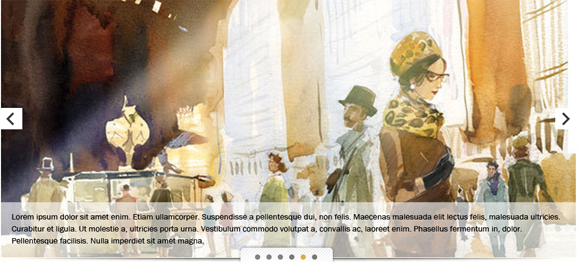 Lorem ipsum dolor sit amet enim. Etiam ullamcorper. Suspendisse a pellentesque dui, non felis. Maecenas malesuada elit lectus felis, malesuada ultricies.
Curabitur et ligula. Ut molestie a, ultricies porta urna. Vestibulum commodo volutpat a, convallis ac, laoreet enim. Phasellus fermentum in, dolor.
Pellentesque facilisis. Nulla imperdiet sit amet magna,